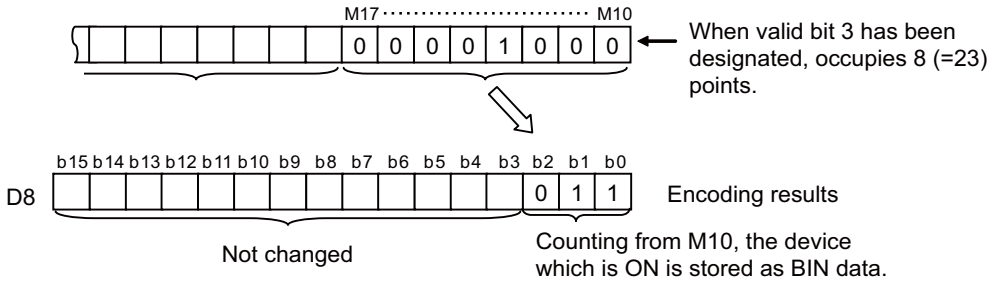 M17 ···················· M10
0 0 0 0 1 0 0 0
When valid bit 3 has been
designated, occupies 8 (=23)
points.
b15 b14 b13 b12 b11 b10 b9 b8 b7 b6 b5 b4 b3 b2 b1 b0
D8 0 1 1 Encoding results
Not changed
Counting from M10, the device
which is ON is stored as BIN data.